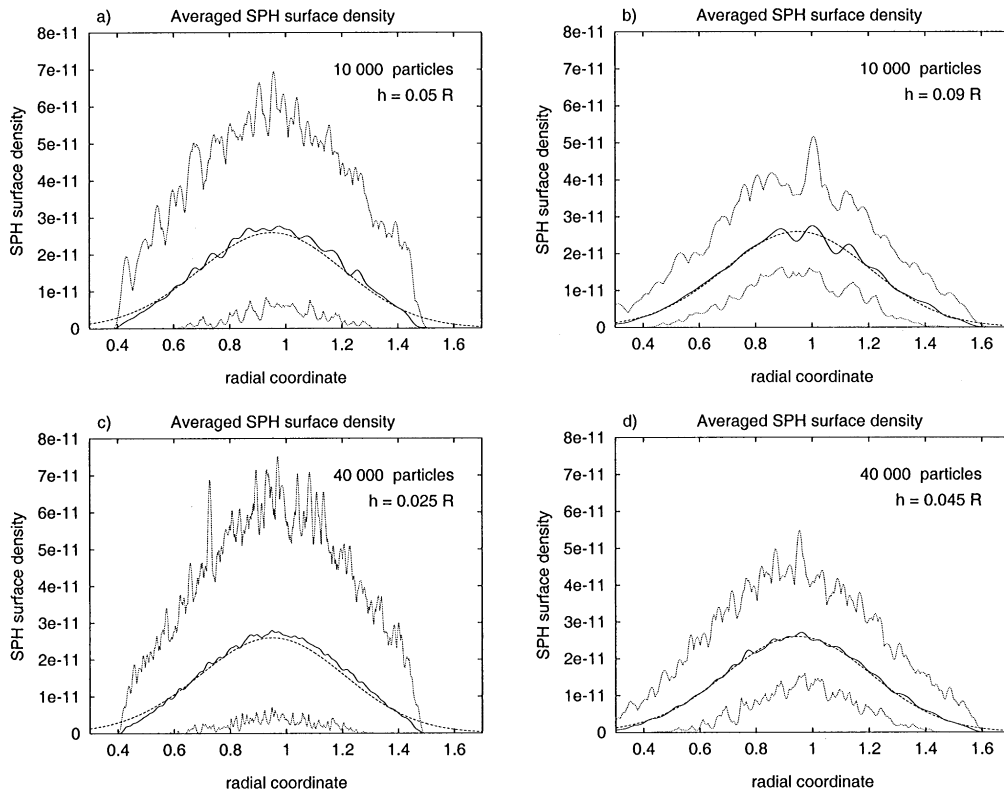 a) Averaged SPH surface density
8e-11
7e-11
6e-11
5e-11
4e-11
3e-11
2e-11
1e-11
0
SPH surface density
10 000 particles
h = 0.05 R
0.4 0.6 0.8 1 1.2 1.4 1.6
radial coordinate
b) Averaged SPH surface density
8e-11
7e-11
6e-11
5e-11
4e-11
3e-11
2e-11
1e-11
0
SPH surface density
10 000 particles
h = 0.09 R
0.4 0.6 0.8 1 1.2 1.4 1.6
radial coordinate
c) Averaged SPH surface density
8e-11
7e-11
6e-11
5e-11
4e-11
3e-11
2e-11
1e-11
0
SPH surface density
40 000 particles
h = 0.025 R
0.4 0.6 0.8 1 1.2 1.4 1.6
radial coordinate
d) Averaged SPH surface density
8e-11
7e-11
6e-11
5e-11
4e-11
3e-11
2e-11
1e-11
0
SPH surface density
40 000 particles
h = 0.045 R
0.4 0.6 0.8 1 1.2 1.4 1.6
radial coordinate